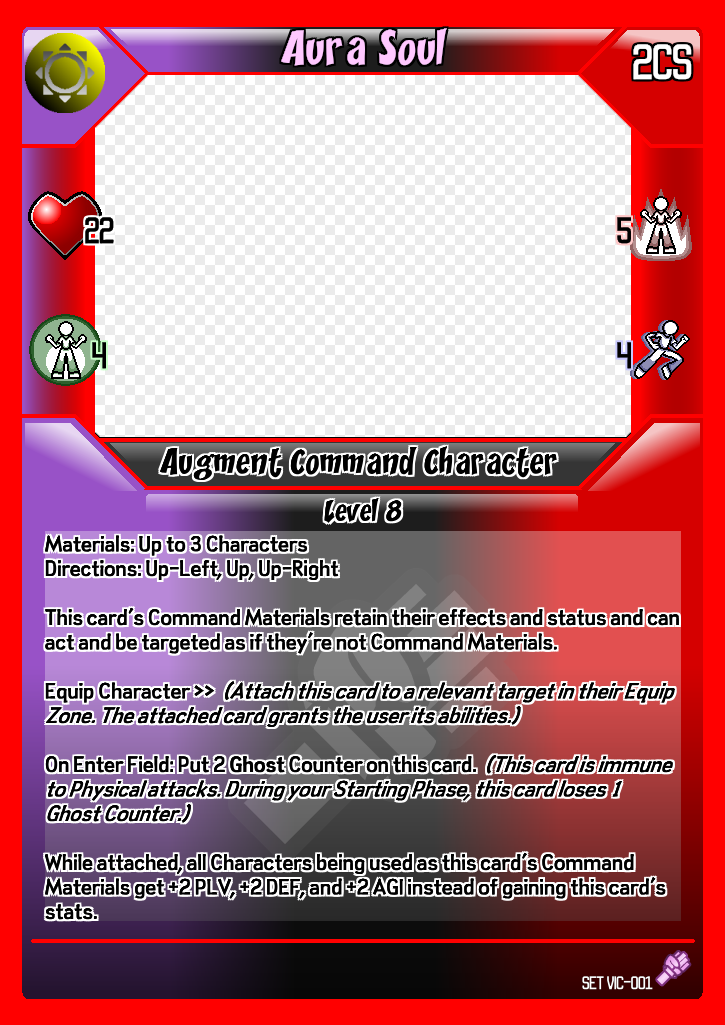 Aura Soul
2CS
22
5
4
4
Augment Command Character
Level 8
Materials: Up to 3 Characters
Directions: Up-Left, Up, Up-Right
This card's Command Materials retain their effects and status and can
act and be targeted as if they're not Command Materials.
Equip Character >> (Attach this card to a relevant target in their Equip
Zone. The attached card grants the user its abilities.)
On Enter Field: Put 2 Ghost Counter on this card. (This card is immune
to Physical attacks. During your Starting Phase, this card loses 1
Ghost Counter.)
While attached, all Characters being used as this card's Command
Materials get +2 PLV, +2 DEF, and +2 AGI instead of gaining this card's
stats.
SET VIC-001